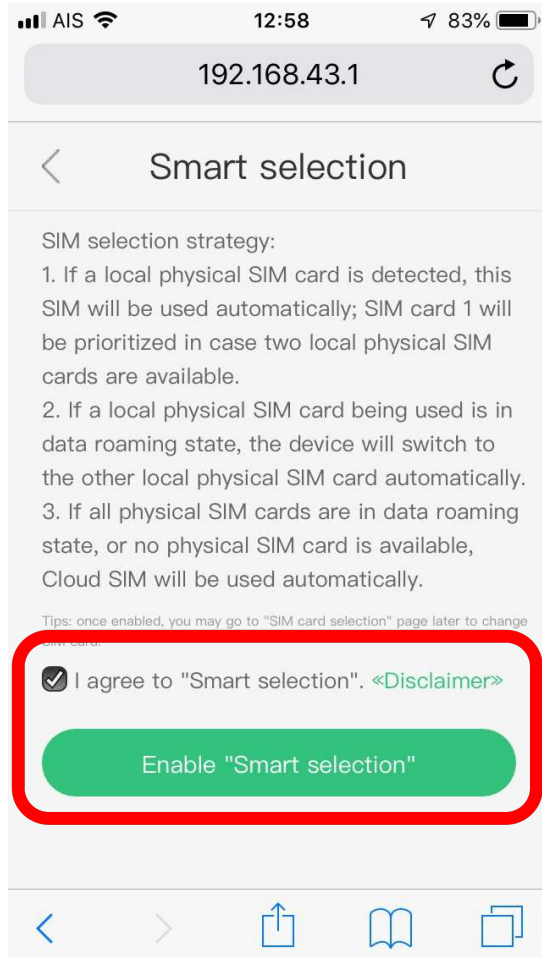 AIS 12:58 83%
192.168.43.1
Smart selection
SIM selection strategy:
1. If a local physical SIM card is detected, this
SIM will be used automatically; SIM card 1 will
be prioritized in case two local physical SIM
cards are available.
2. If a local physical SIM card being used is in
data roaming state, the device will switch to
the other local physical SIM card automatically.
3. If all physical SIM cards are in data roaming
state, or no physical SIM card is available,
Cloud SIM will be used automatically.
Tips: once enabled, you may go to "SIM card selection" page later to change
SIM card.
I agree to "Smart selection". «Disclaimer»
Enable "Smart selection"